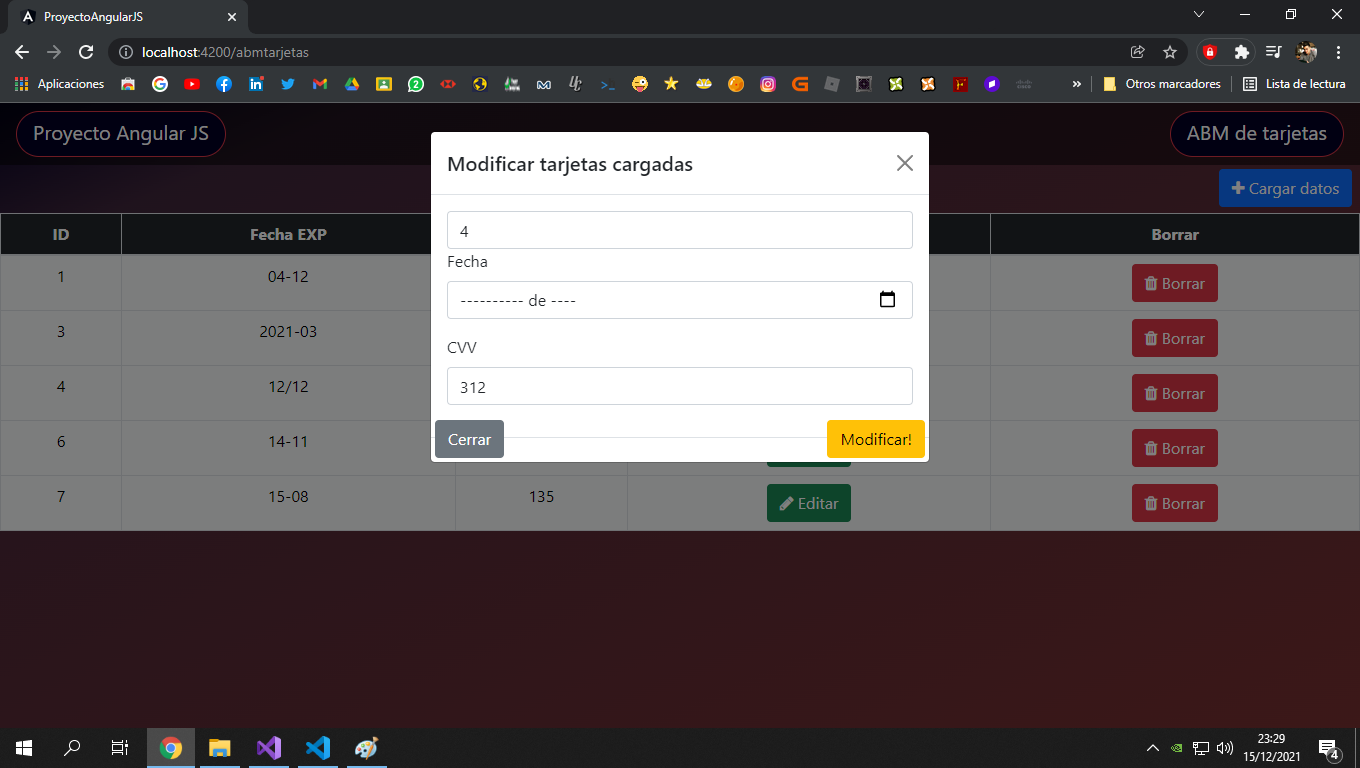 ProyectoAngularJS
localhost:4200/abmtarjetas
Aplicaciones
Otros marcadores
Lista de lectura
Proyecto Angular JS
ABM de tarjetas
Cargar datos
Modificar tarjetas cargadas
4
Fecha
---------- de ----
CVV
312
Cerrar
Modificar!
ID Fecha EXP Borrar
1 04-12 Borrar
3 2021-03 Borrar
4 12/12 Borrar
6 14-11 Borrar
7 15-08 135 Editar Borrar
23:29
15/12/2021
4